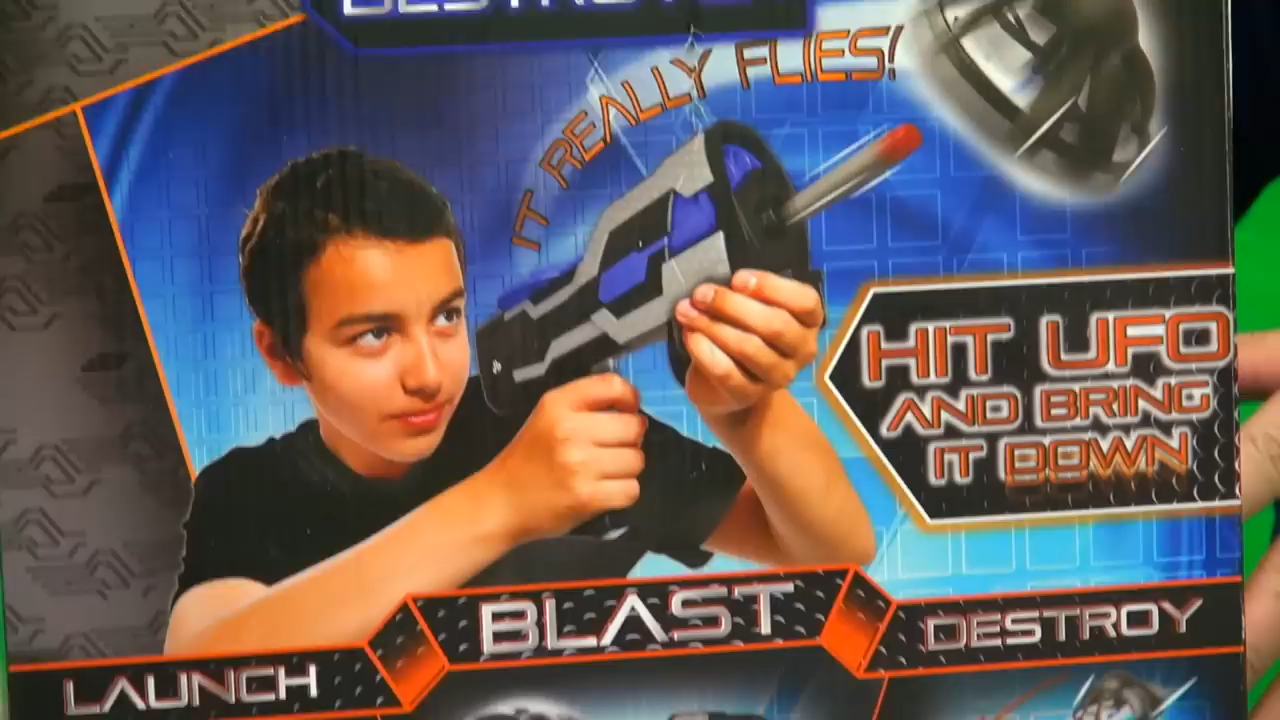 IT REALLY FLIES!
HIT UFO
AND BRING
IT DOWN
LAUNCH
BLAST
DESTROY